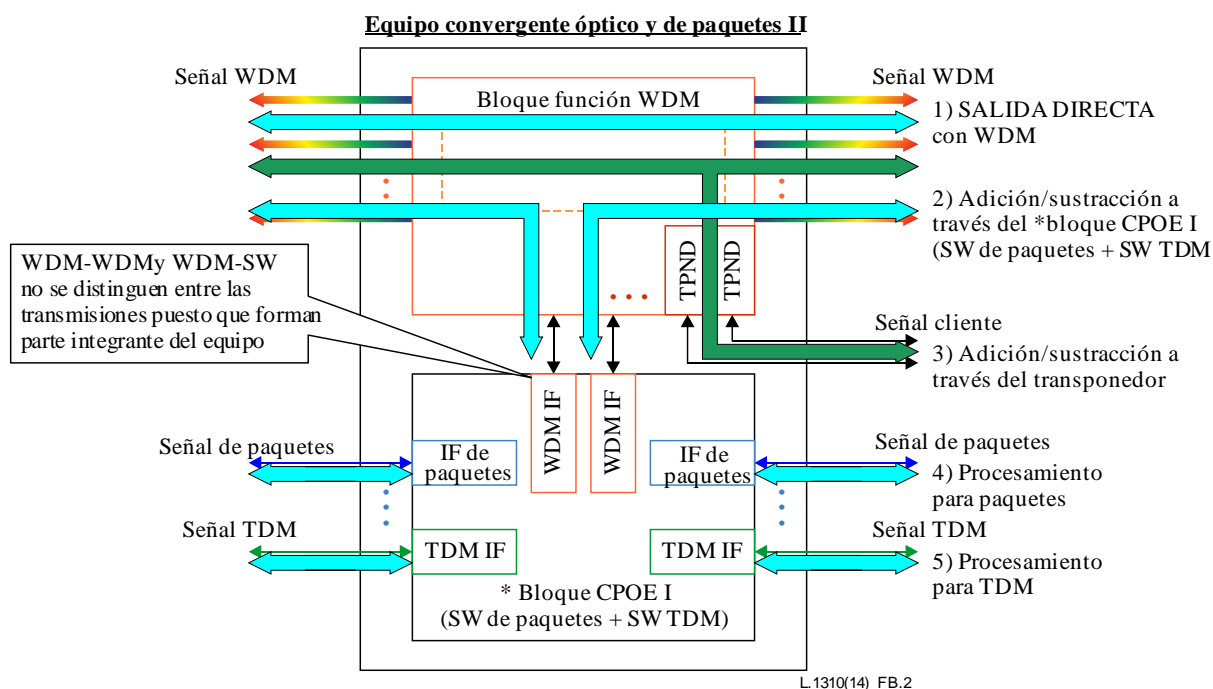 Equipo convergente óptico y de paquetes II
Señal WDM
Señal WDM
Bloque función WDM
1) SALIDA DIRECTA
con WDM
2) Adición/sustracción a
través del *bloque CPOE I
(SW de paquetes + SW TDM
WDM-WDMy WDM-SW
no se distinguen entre las
transmisiones puesto que forman
parte integrante del equipo
TPND
TPND
Señal cliente
3) Adición/sustracción a
través del transponedor
WDM IF
WDM IF
Señal de paquetes
IF de
paquetes
IF de
paquetes
Señal de paquetes
4) Procesamiento
para paquetes
Señal TDM
TDM IF
TDM IF
Señal TDM
5) Procesamiento
para TDM
* Bloque CPOE I
(SW de paquetes + SW TDM)
L.1310(14)_FB.2